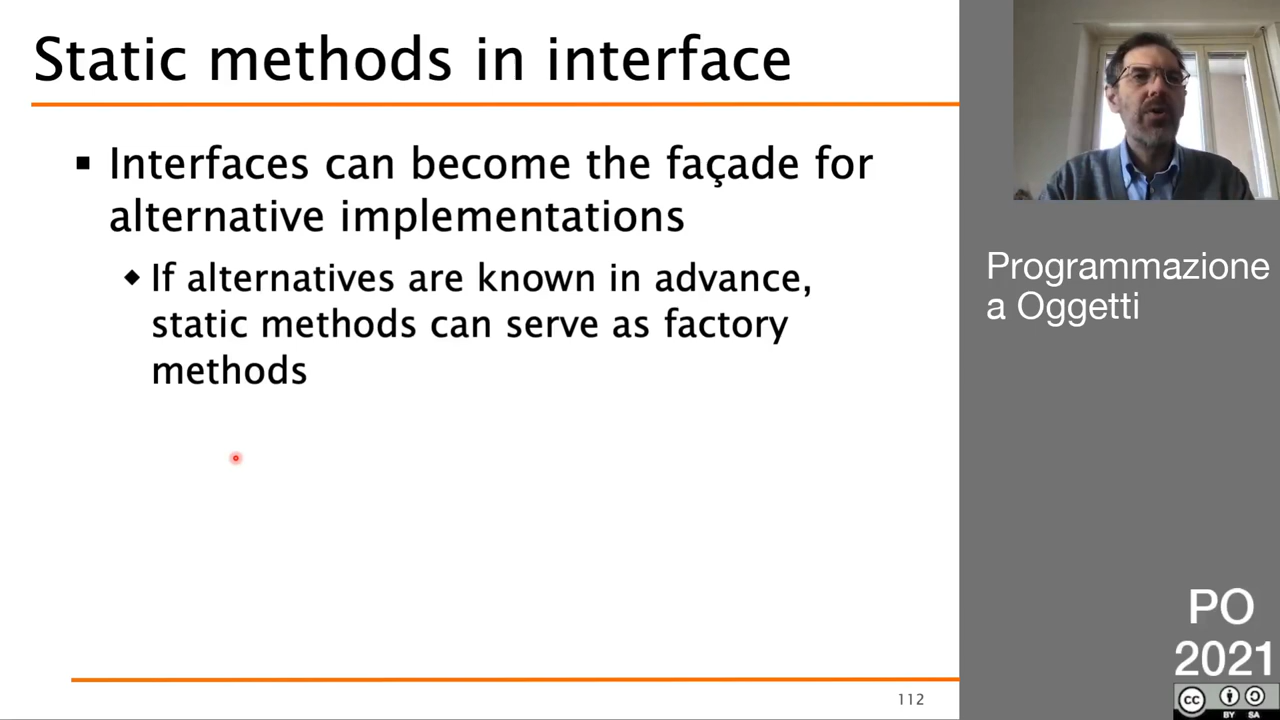 Static methods in interface
▪ Interfaces can become the façade for
alternative implementations
◆ If alternatives are known in advance,
static methods can serve as factory
methods
112
Programmazione
a Oggetti
PO
2021
cc
BY SA